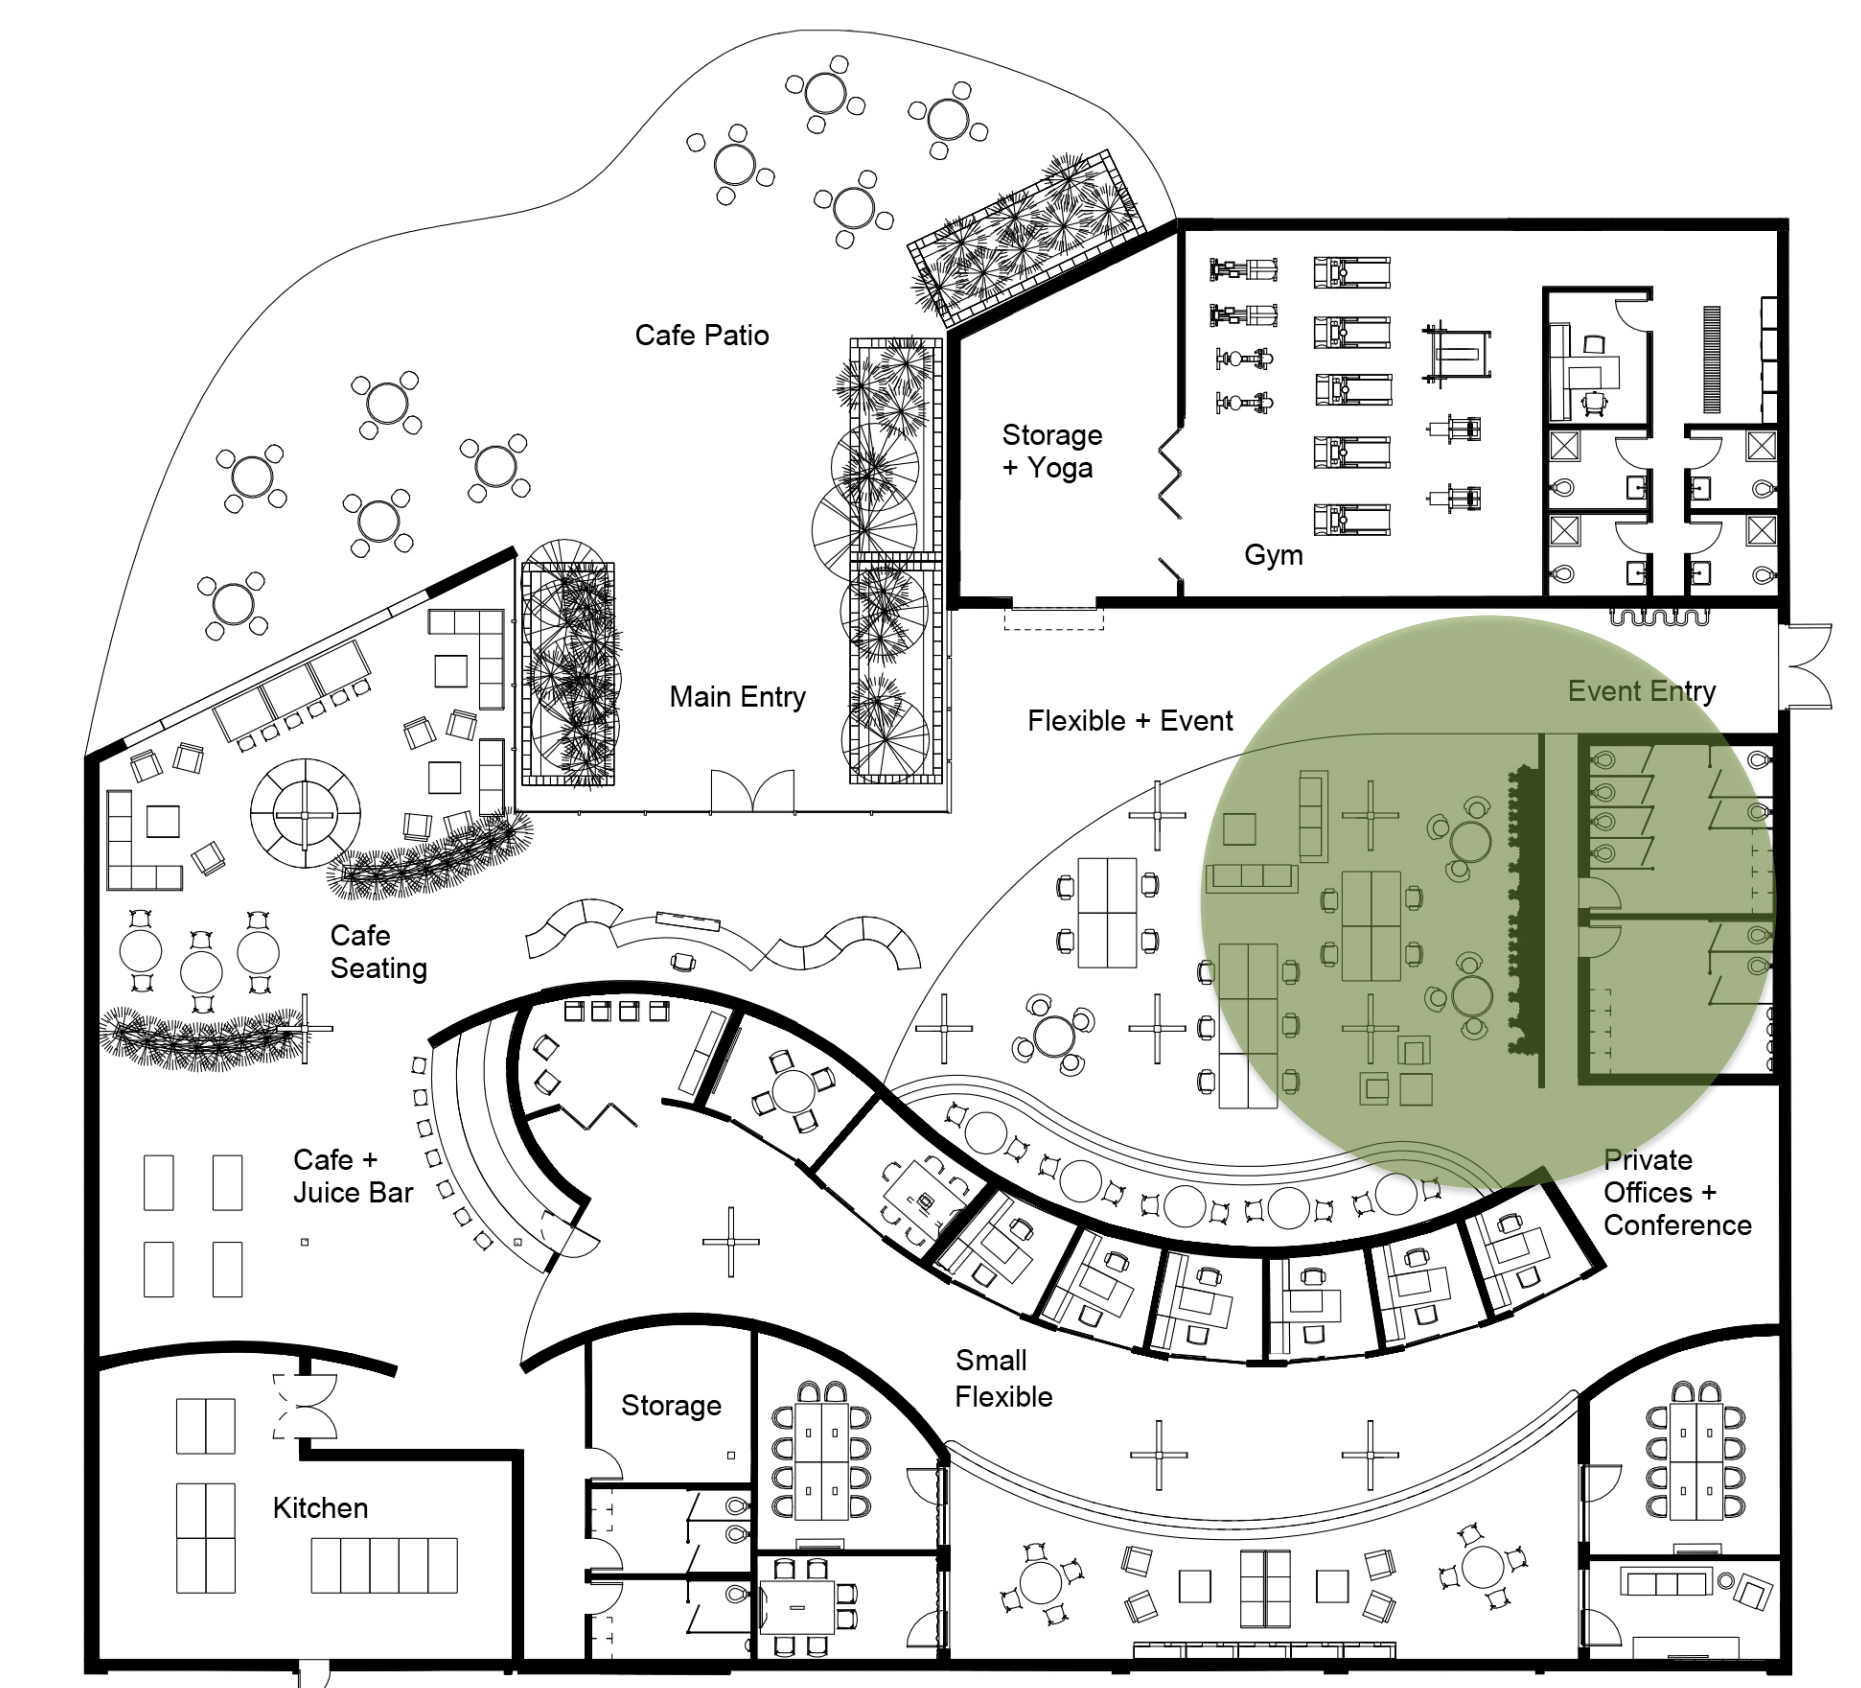 Cafe Patio
Storage
+ Yoga
Gym
Main Entry
Flexible + Event
Event Entry
Cafe
Seating
Cafe +
Juice Bar
Private
Offices +
Conference
Small
Flexible
Storage
Kitchen